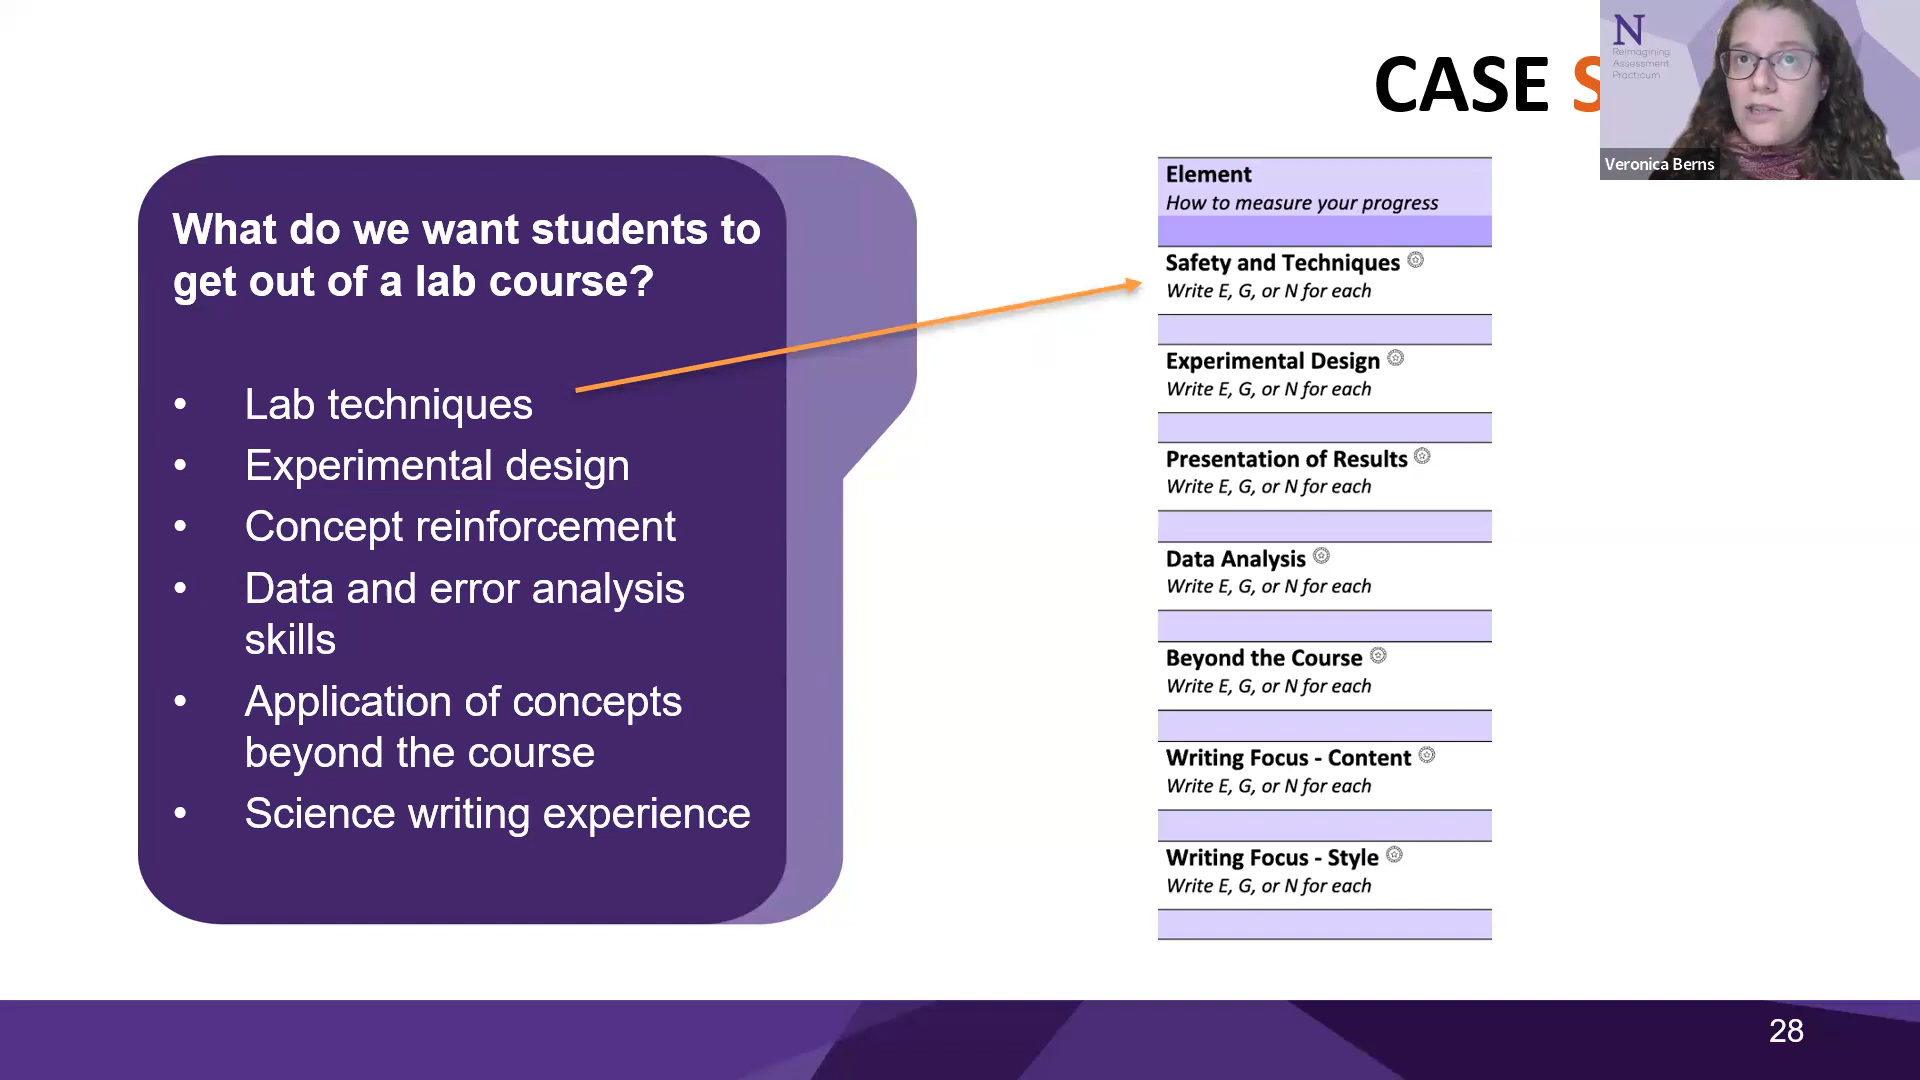 CASE S
N
Reimagining
Assessment
Practicum
Veronica Berns
What do we want students to
get out of a lab course?
• Lab techniques
• Experimental design
• Concept reinforcement
• Data and error analysis
skills
• Application of concepts
beyond the course
• Science writing experience
Element
How to measure your progress
Safety and Techniques
Write E, G, or N for each
Experimental Design
Write E, G, or N for each
Presentation of Results
Write E, G, or N for each
Data Analysis
Write E, G, or N for each
Beyond the Course
Write E, G, or N for each
Writing Focus - Content
Write E, G, or N for each
Writing Focus - Style
Write E, G, or N for each
28